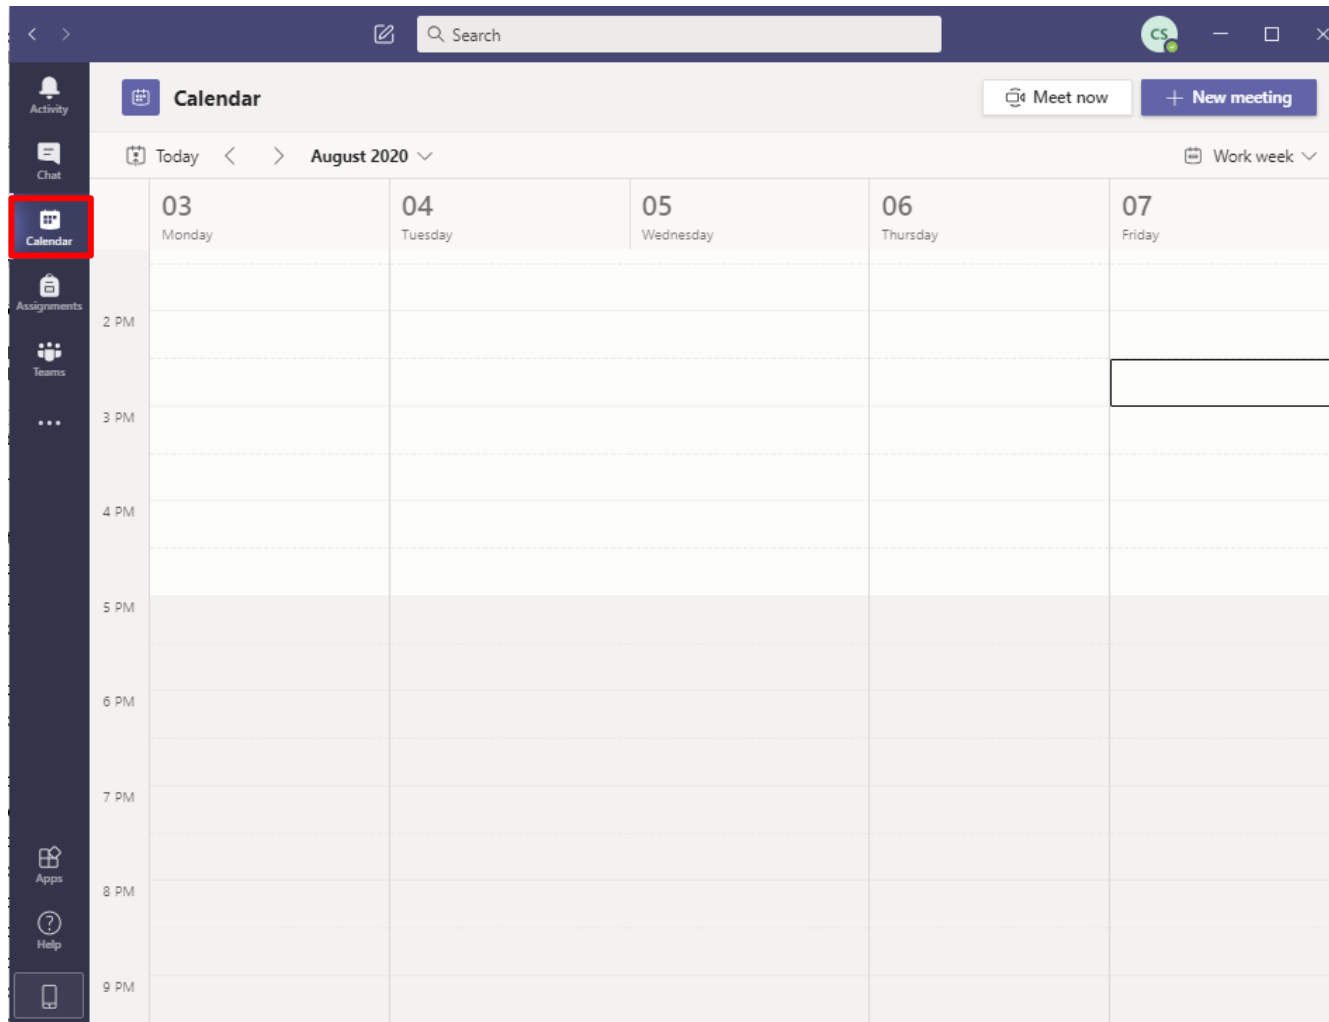 Search
CS
Activity
Chat
Calendar
Assignments
Teams
Apps
Help
Calendar
Meet now
New meeting
Today
August 2020
Work week
03
Monday
04
Tuesday
05
Wednesday
06
Thursday
07
Friday
2 PM
3 PM
4 PM
5 PM
6 PM
7 PM
8 PM
9 PM